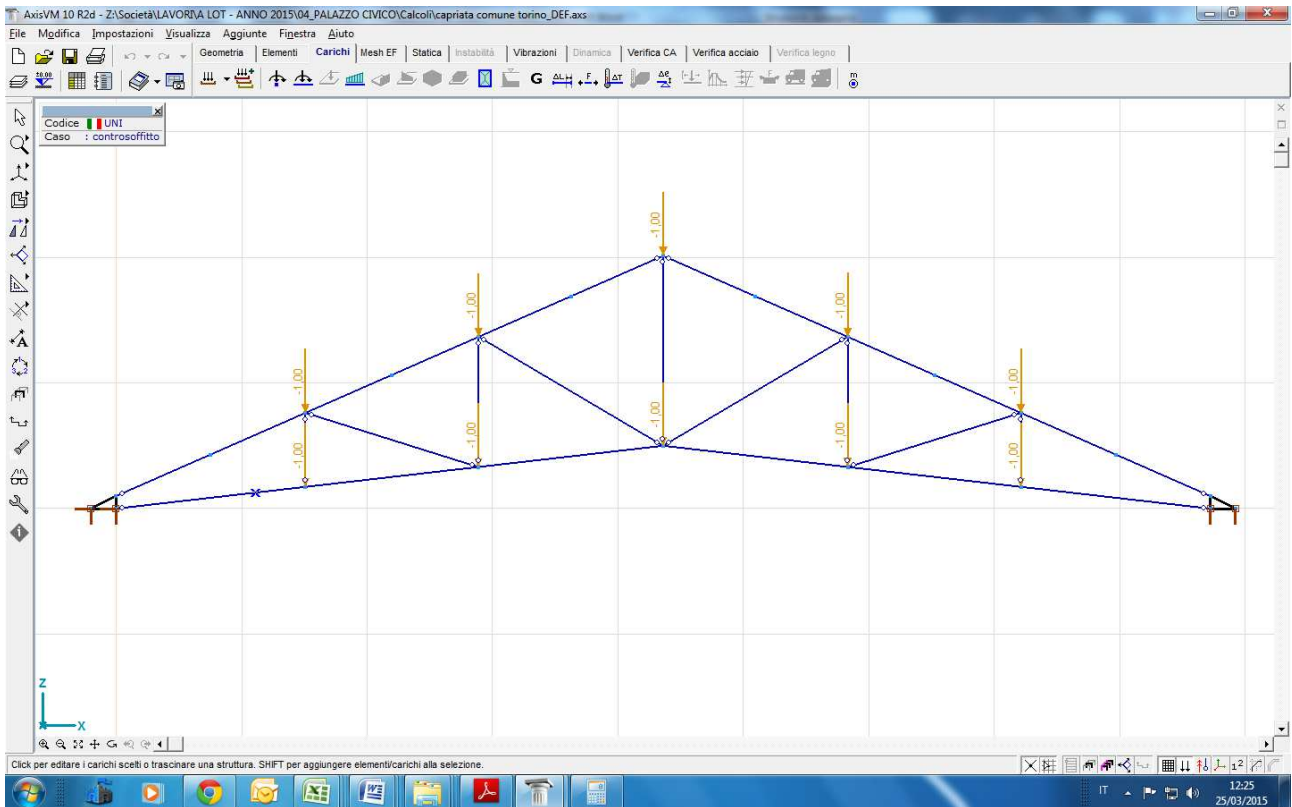 AxisVM 10 R2d - Z:\Società\LAVORI\A LOT - ANNO 2015\04_PALAZZO CIVICO\Calcoli\capriata comune torino_DEF.axs
File Modifica Impostazioni Visualizza Aggiunte Finestra Aiuto
Geometria Elementi Carichi Mesh EF Statica Instabilità Vibrazioni Dinamica Verifica CA Verifica acciaio Verifica legno
Codice UNI
Caso : controsoffitto
-1,00
-1,00
-1,00
-1,00
-1,00
-1,00
-1,00
-1,00
-1,00
-1,00
Z
X
Click per editare i carichi scelti o trascinare una struttura. SHIFT per aggiungere elementi/carichi alla selezione.
IT
12:25
25/03/2015